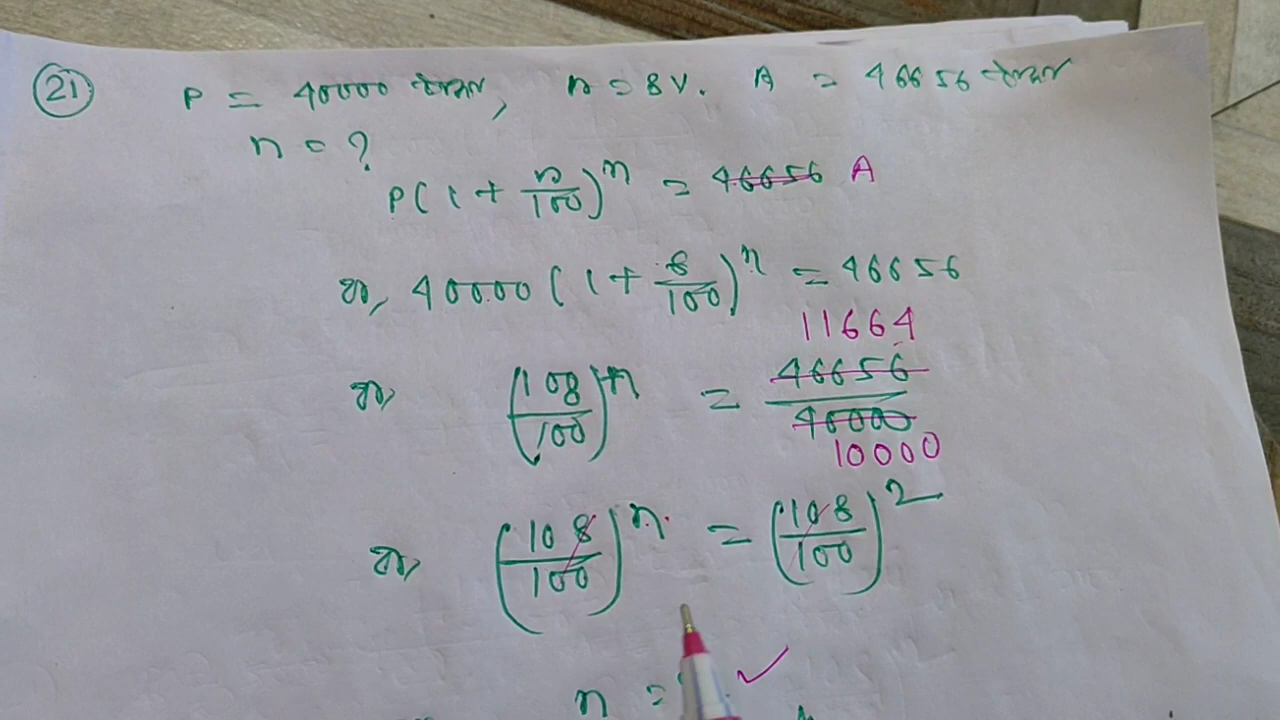 (21) P = 40000 টাকা, r = 8%. A = 46656 টাকা
n = ?
P(1 + r/100)^n = 46656 A
বা, 40000(1 + 8/100)^n = 46656
বা, (108/100)^n = 46656/40000 11664/10000
বা, (108/100)^n = (108/100)^2
n =